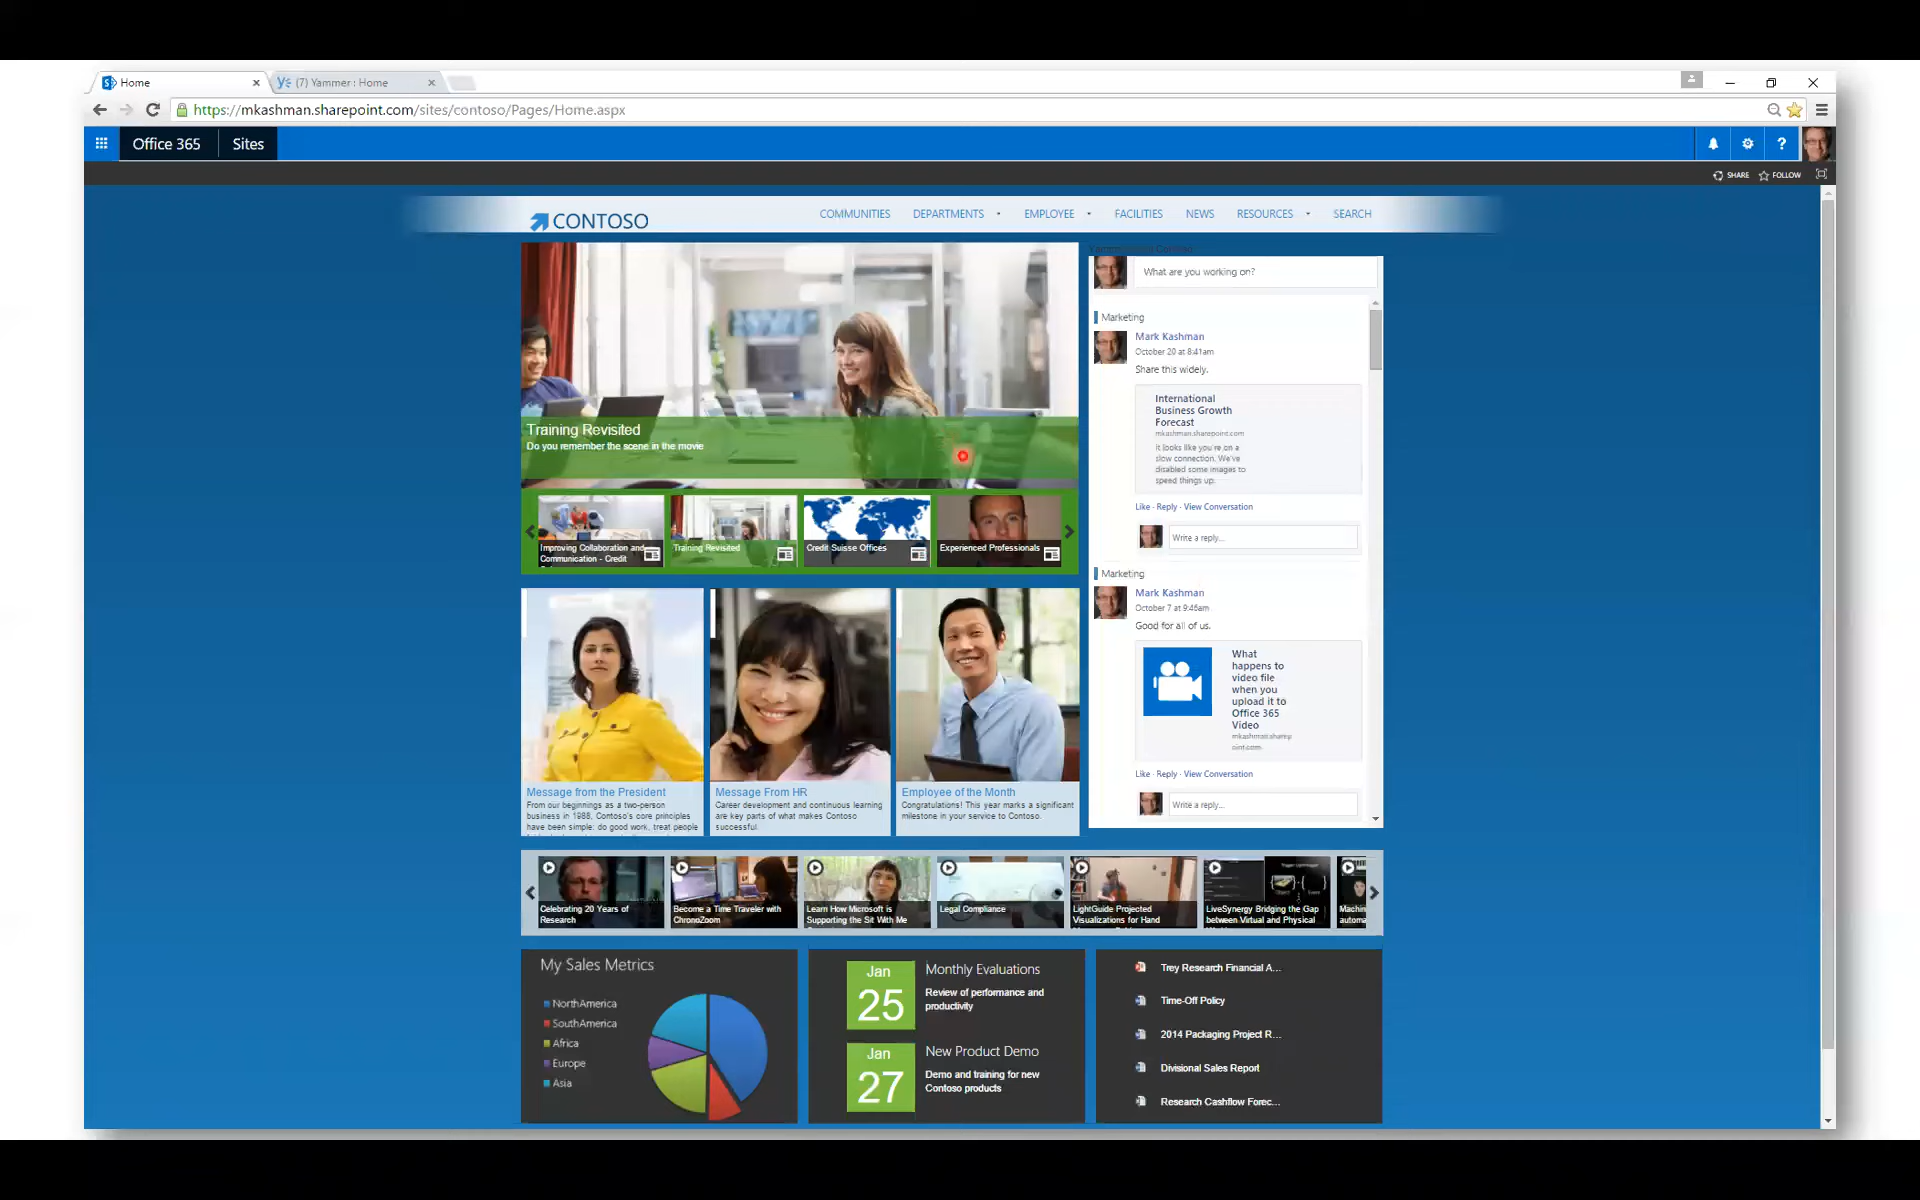 Home
(7) Yammer : Home
https://mkashman.sharepoint.com/sites/contoso/Pages/Home.aspx
Office 365
Sites
?
SHARE
FOLLOW
CONTOSO
COMMUNITIES
DEPARTMENTS
EMPLOYEE
FACILITIES
NEWS
RESOURCES
SEARCH
Training Revisited
Do you remember the scene in the movie
Improving Collaboration and
Communication - Credit
Training Revisited
Credit Suisse Offices
Experienced Professionals
What are you working on?
Marketing
Mark Kashman
October 20 at 8:41am
Share this widely.
International
Business Growth
Forecast
mkashman.sharepoint.com
It looks like you're on a
slow connection. We've
disabled some images to
speed things up.
Like · Reply · View Conversation
Write a reply...
Marketing
Mark Kashman
October 7 at 9:46am
Good for all of us.
What
happens to
video file
when you
upload it to
Office 365
Video
mkashman.sharep
oint.com
Like · Reply · View Conversation
Write a reply...
Message from the President
From our beginnings as a two-person
business in 1988, Contoso's core principles
have been simple: do good work, treat people
Message From HR
Career development and continuous learning
are key parts of what makes Contoso
successful.
Employee of the Month
Congratulations! This year marks a significant
milestone in your service to Contoso.
Celebrating 20 Years of
Research
Become a Time Traveler with
ChronoZoom
Learn How Microsoft is
Supporting the Sit With Me
Legal Compliance
LightGuide Projected
Visualizations for Hand
LiveSynergy Bridging the Gap
between Virtual and Physical
Machin
automa
My Sales Metrics
NorthAmerica
SouthAmerica
Africa
Europe
Asia
Jan
25
Monthly Evaluations
Review of performance and
productivity
Jan
27
New Product Demo
Demo and training for new
Contoso products
Trey Research Financial A...
Time-Off Policy
2014 Packaging Project R...
Divisional Sales Report
Research Cashflow Forec...